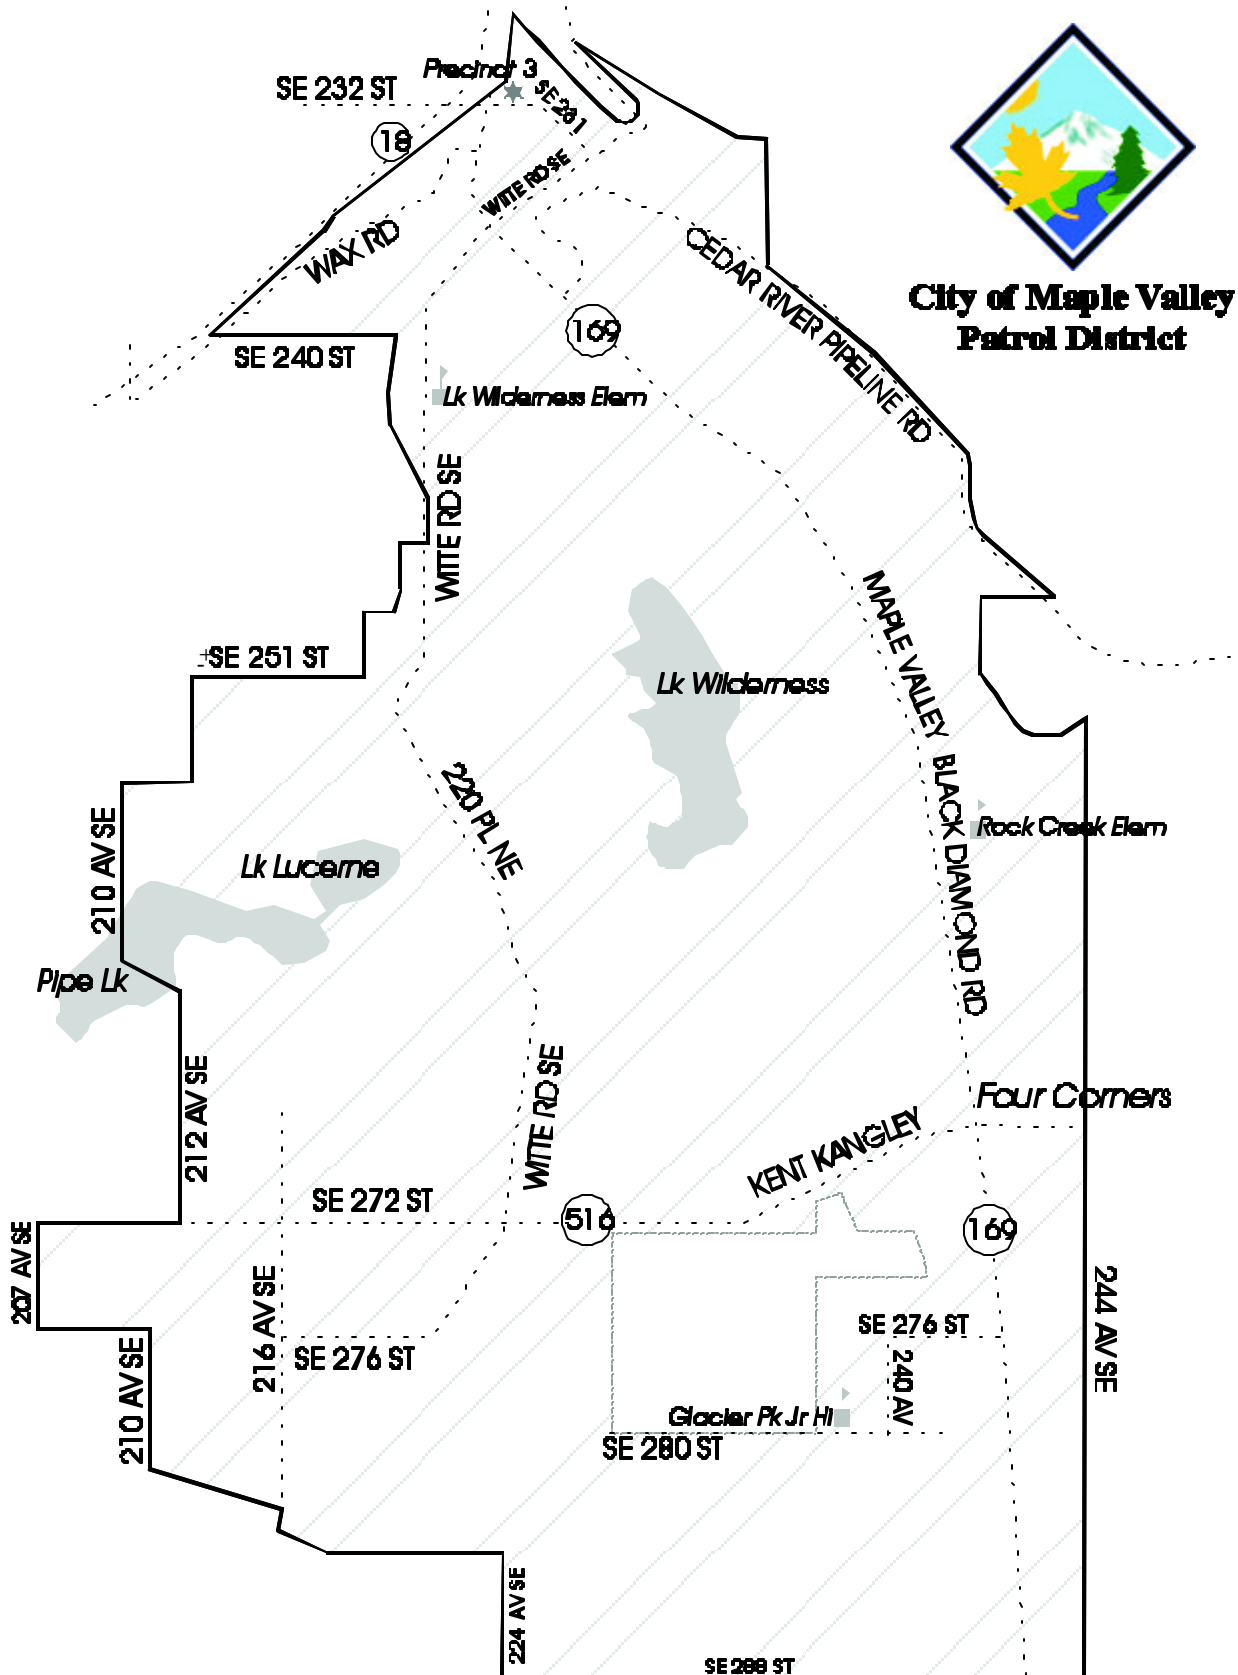 Precinct 3
SE 232 ST
SE 231
18
WITTE RD SE
WAX RD
CEDAR RIVER PIPELINE RD
City of Maple Valley
Patrol District
169
SE 240 ST
Lk Wilderness Elem
WITTE RD SE
MAPLE VALLEY BLACK DIAMOND RD
SE 251 ST
Lk Wilderness
220 PL NE
Rock Creek Elem
210 AV SE
Lk Lucerne
Pipe Lk
212 AV SE
WITTE RD SE
Four Corners
KENT KANGLEY
SE 272 ST
516
169
207 AV SE
216 AV SE
244 AV SE
SE 276 ST
SE 276 ST
210 AV SE
240 AV
Glacier Pk Jr Hi
SE 280 ST
224 AV SE
SE 288 ST